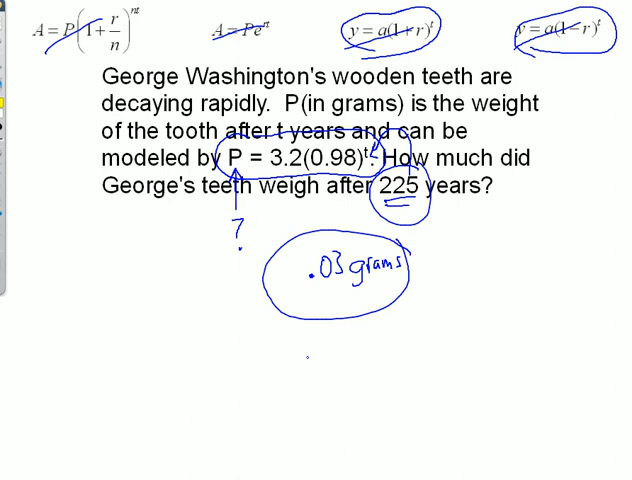 A = P(1 + r/n)^nt A = Pe^rt y = a(1 + r)^t y = a(1 − r)^t
George Washington's wooden teeth are
decaying rapidly. P(in grams) is the weight
of the tooth after t years and can be
modeled by P = 3.2(0.98)^t. How much did
George's teeth weigh after 225 years?
?
.03 grams